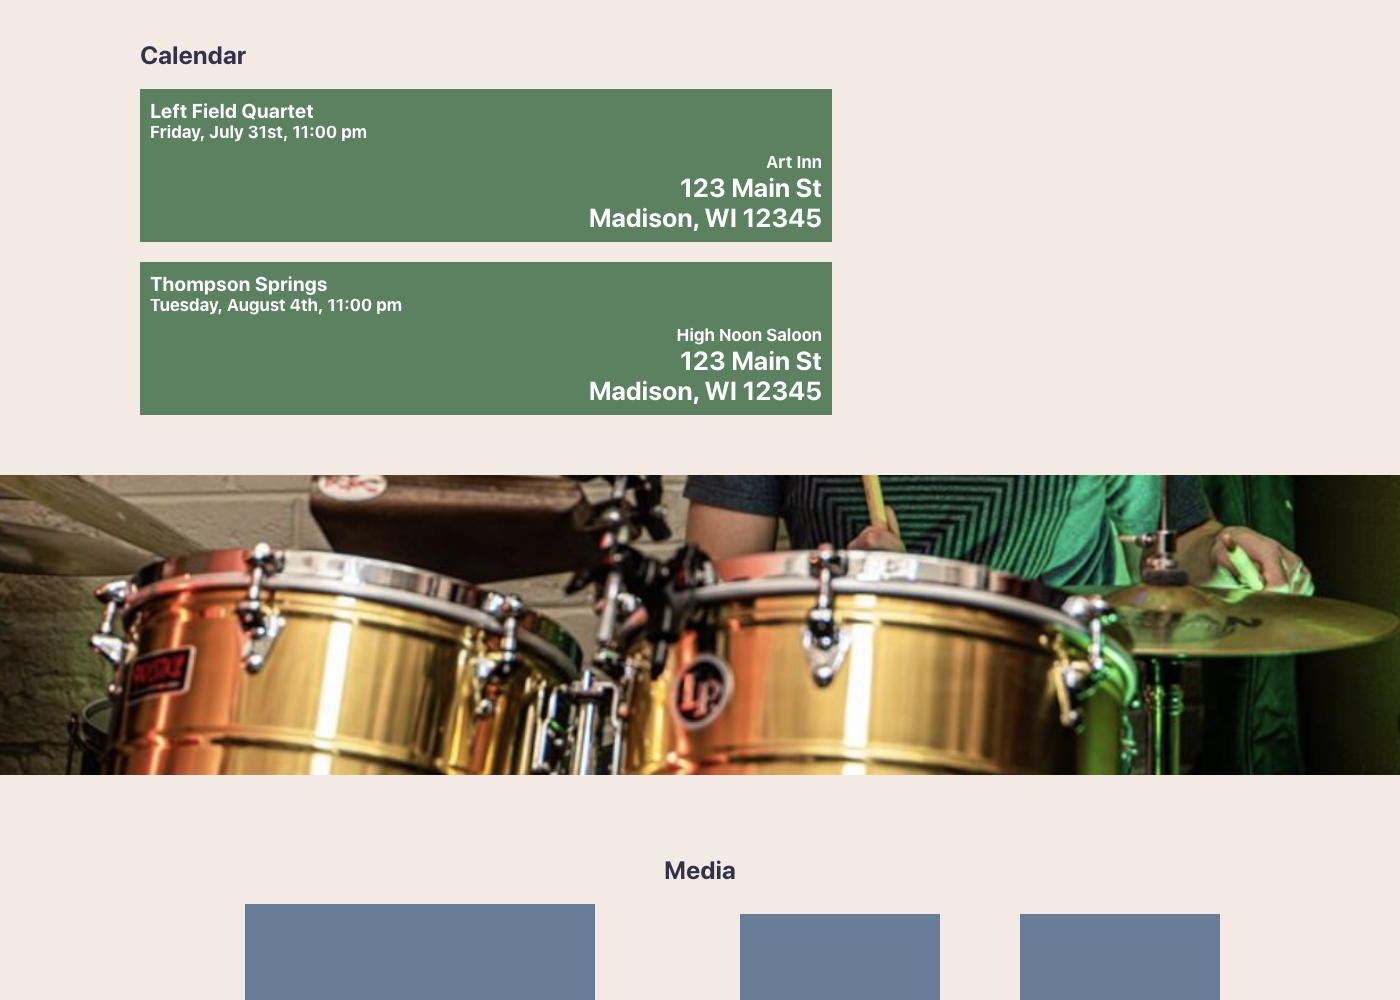 Calendar
Left Field Quartet
Friday, July 31st, 11:00 pm
Art Inn
123 Main St
Madison, WI 12345
Thompson Springs
Tuesday, August 4th, 11:00 pm
High Noon Saloon
123 Main St
Madison, WI 12345
LP
Media